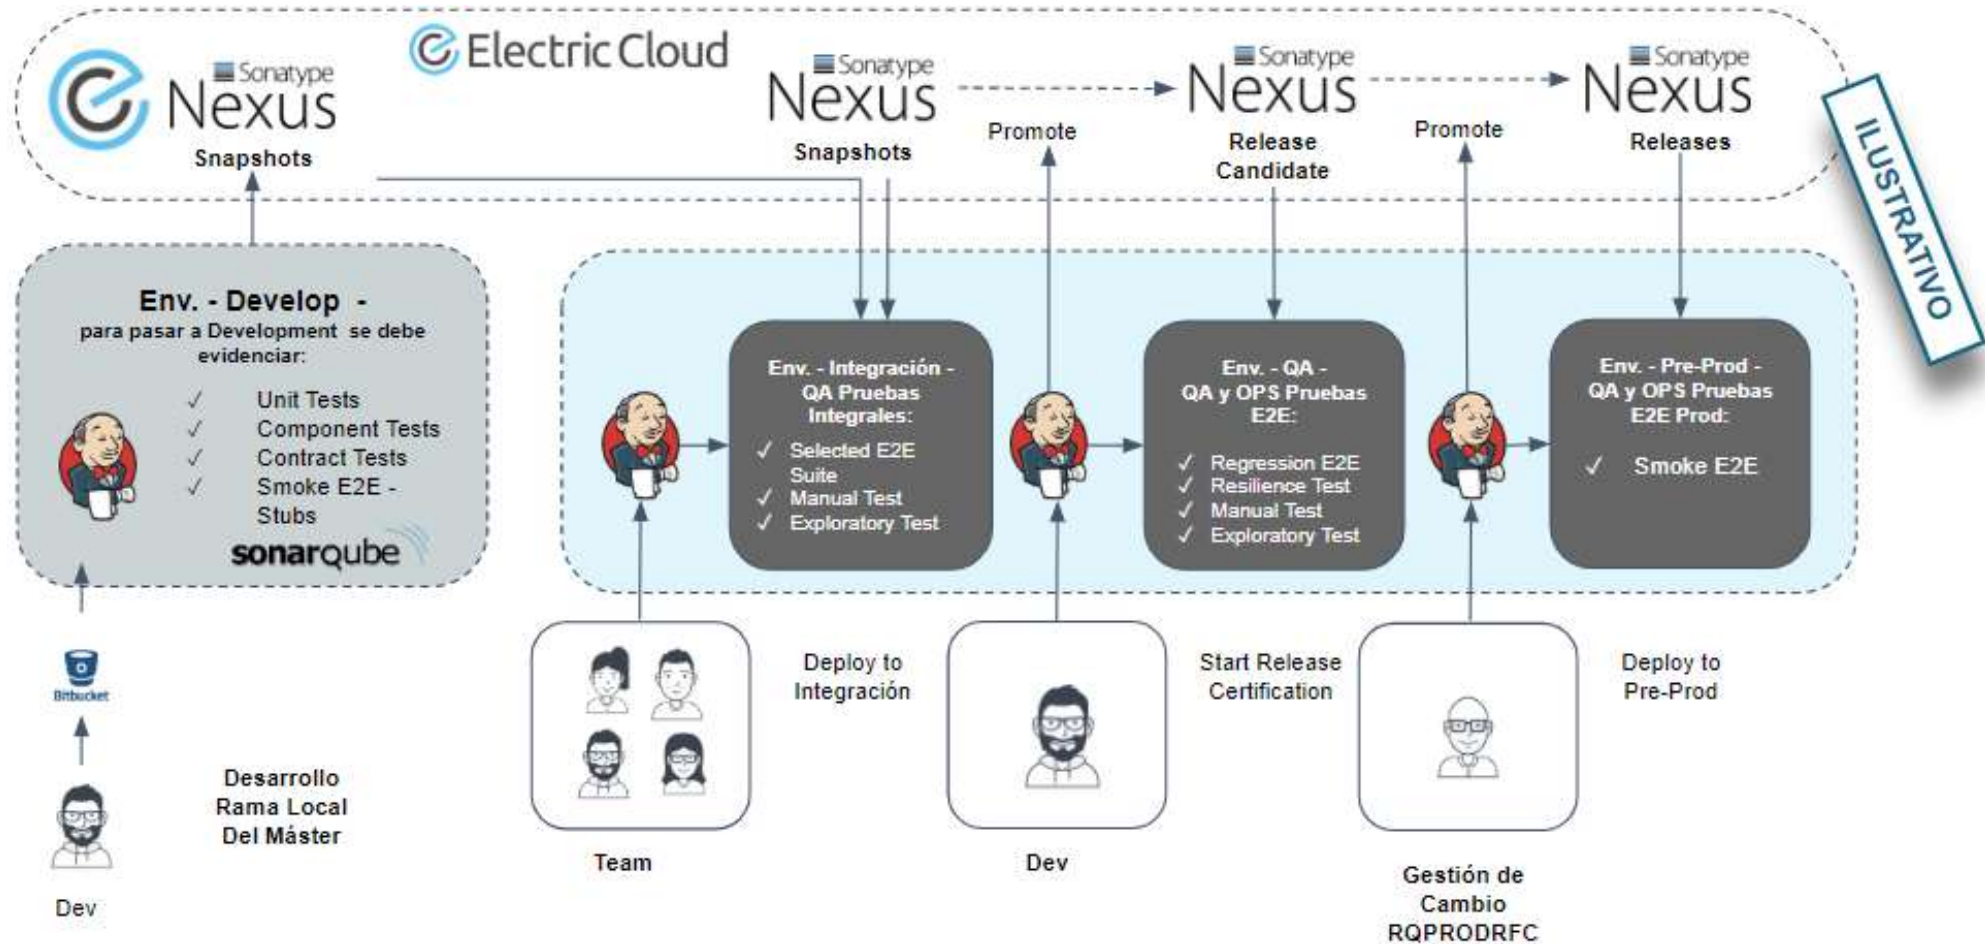 Electric Cloud
Sonatype
Nexus
Snapshots
Sonatype
Nexus
Snapshots
Promote
Sonatype
Nexus
Release
Candidate
Promote
Sonatype
Nexus
Releases
ILUSTRATIVO
Env. - Develop -
para pasar a Development se debe
evidenciar:
✓ Unit Tests
✓ Component Tests
✓ Contract Tests
✓ Smoke E2E -
Stubs
sonarqube
Env. - Integración -
QA Pruebas
Integrales:
✓ Selected E2E
Suite
✓ Manual Test
✓ Exploratory Test
Env. - QA -
QA y OPS Pruebas
E2E:
✓ Regression E2E
✓ Resilience Test
✓ Manual Test
✓ Exploratory Test
Env. - Pre-Prod -
QA y OPS Pruebas
E2E Prod:
✓ Smoke E2E
Bitbucket
Desarrollo
Rama Local
Del Máster
Dev
Team
Deploy to
Integración
Dev
Start Release
Certification
Gestión de
Cambio
RQPRODRFC
Deploy to
Pre-Prod